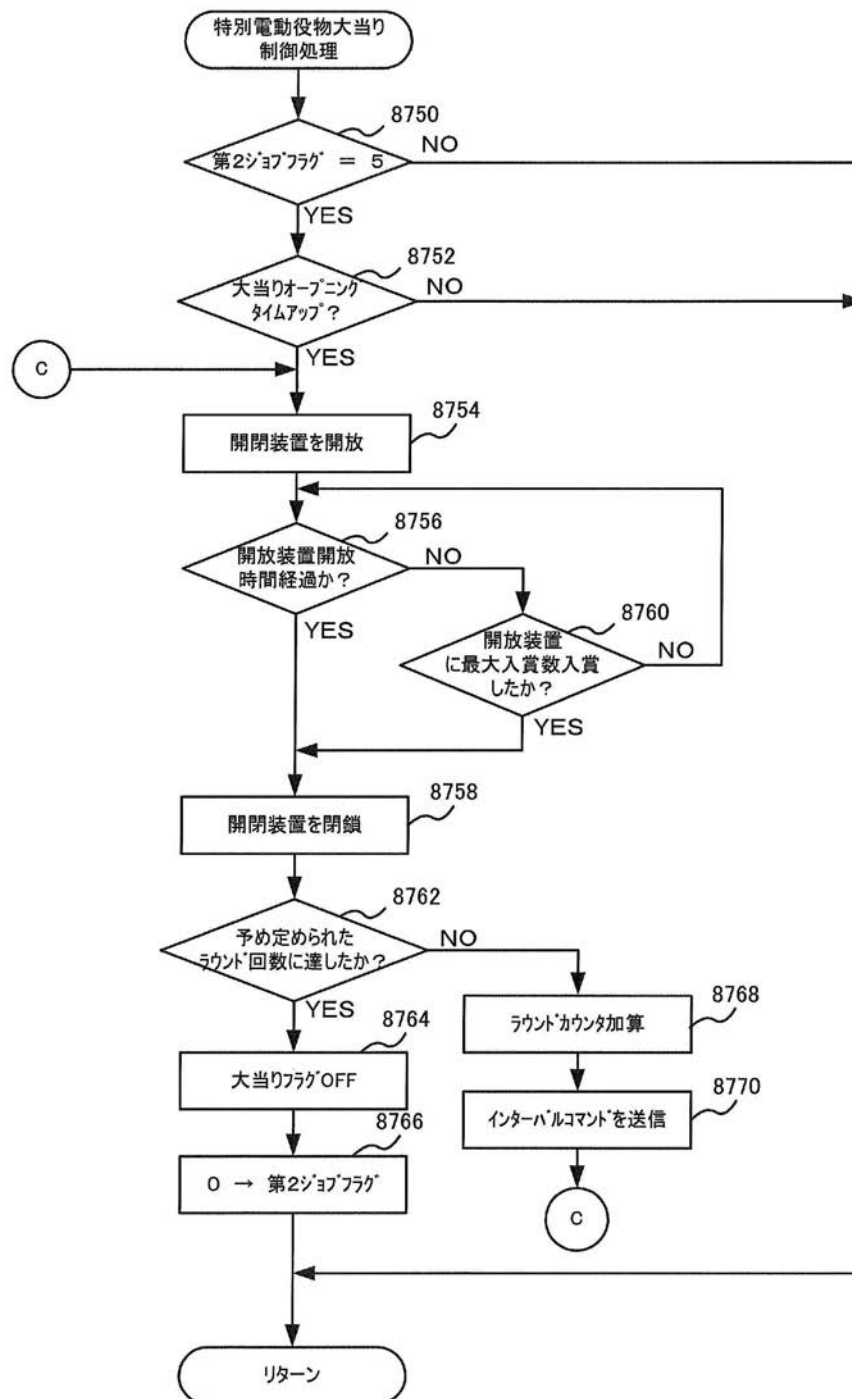 特別電動役物大当り
制御処理
8750
第2ｼﾞｮﾌﾞﾌﾗｸﾞ ＝ 5
NO
YES
8752
大当りｵｰﾌﾟﾆﾝｸﾞ
ﾀｲﾑｱｯﾌﾟ？
NO
YES
C
8754
開閉装置を開放
8756
開放装置開放
時間経過か？
NO
YES
8760
開放装置
に最大入賞数入賞
したか？
NO
YES
8758
開閉装置を閉鎖
8762
予め定められた
ﾗｳﾝﾄﾞ回数に達したか？
NO
YES
8768
ﾗｳﾝﾄﾞｶｳﾝﾀ加算
8764
大当りﾌﾗｸﾞOFF
8770
ｲﾝﾀｰﾊﾞﾙｺﾏﾝﾄﾞを送信
8766
0 → 第2ｼﾞｮﾌﾞﾌﾗｸﾞ
C
リターン